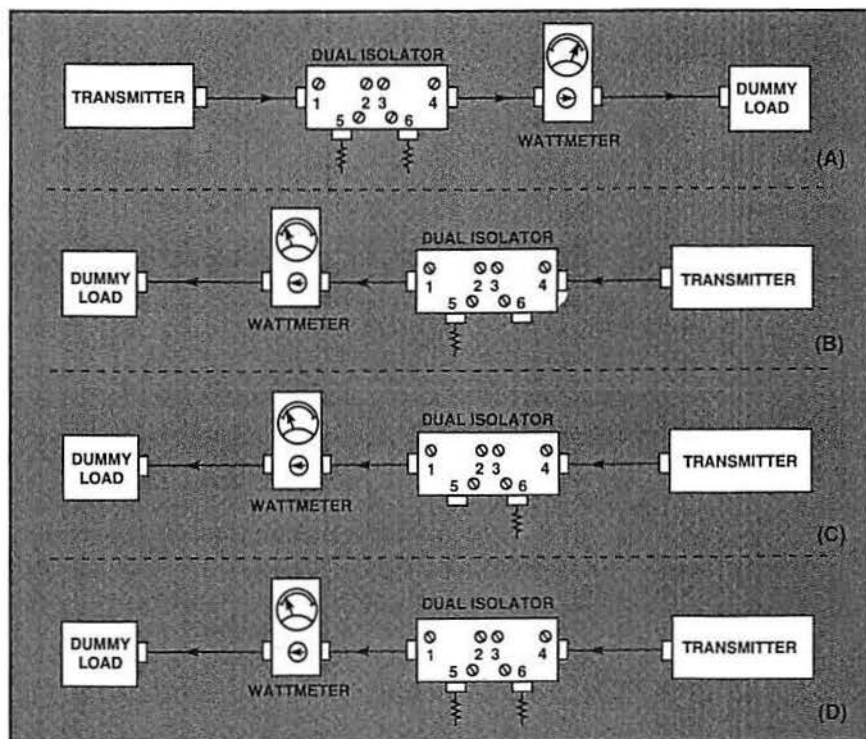 DUAL ISOLATOR
TRANSMITTER
1 2 3 4
5 6
WATTMETER
DUMMY
LOAD
(A)
DUAL ISOLATOR
DUMMY
LOAD
1 2 3 4
5 6
WATTMETER
TRANSMITTER
(B)
DUAL ISOLATOR
DUMMY
LOAD
1 2 3 4
5 6
WATTMETER
TRANSMITTER
(C)
DUAL ISOLATOR
DUMMY
LOAD
1 2 3 4
5 6
WATTMETER
TRANSMITTER
(D)